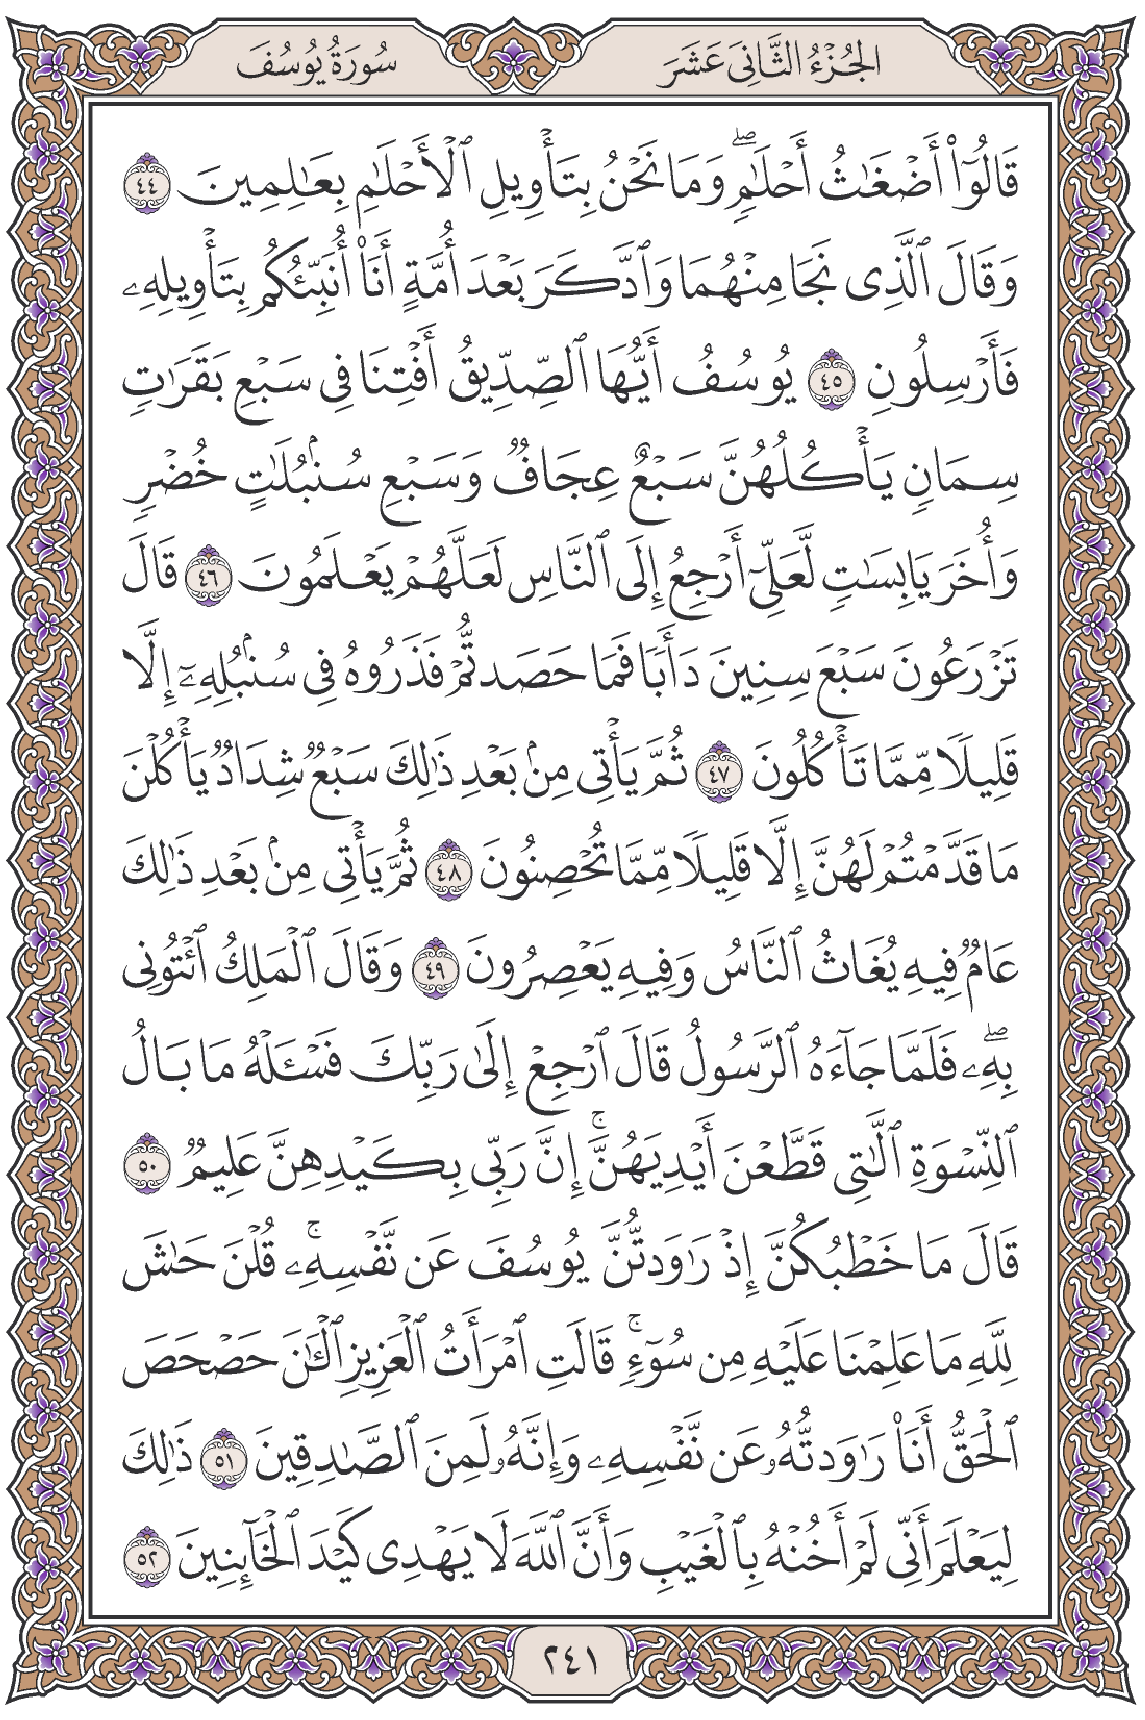 الجُزْءُ الثَّانِىَ عَشَرَ
سُورَةُ يُوسُفَ
قَالُوٓا۟ أَضْغَـٰثُ أَحْلَـٰمٍۢ ۖ وَمَا نَحْنُ بِتَأْوِيلِ ٱلْأَحْلَـٰمِ بِعَـٰلِمِينَ ٤٤
وَقَالَ ٱلَّذِى نَجَا مِنْهُمَا وَٱدَّكَرَ بَعْدَ أُمَّةٍ أَنَا۠ أُنَبِّئُكُم بِتَأْوِيلِهِۦ
فَأَرْسِلُونِ ٤٥ يُوسُفُ أَيُّهَا ٱلصِّدِّيقُ أَفْتِنَا فِى سَبْعِ بَقَرَٰتٍۢ
سِمَانٍۢ يَأْكُلُهُنَّ سَبْعٌ عِجَافٌۭ وَسَبْعِ سُنۢبُلَـٰتٍ خُضْرٍۢ
وَأُخَرَ يَابِسَـٰتٍۢ لَّعَلِّىٓ أَرْجِعُ إِلَى ٱلنَّاسِ لَعَلَّهُمْ يَعْلَمُونَ ٤٦ قَالَ
تَزْرَعُونَ سَبْعَ سِنِينَ دَأَبًۭا فَمَا حَصَدتُّمْ فَذَرُوهُ فِى سُنۢبُلِهِۦٓ إِلَّا
قَلِيلًۭا مِّمَّا تَأْكُلُونَ ٤٧ ثُمَّ يَأْتِى مِنۢ بَعْدِ ذَٰلِكَ سَبْعٌۭ شِدَادٌۭ يَأْكُلْنَ
مَا قَدَّمْتُمْ لَهُنَّ إِلَّا قَلِيلًۭا مِّمَّا تُحْصِنُونَ ٤٨ ثُمَّ يَأْتِى مِنۢ بَعْدِ ذَٰلِكَ
عَامٌۭ فِيهِ يُغَاثُ ٱلنَّاسُ وَفِيهِ يَعْصِرُونَ ٤٩ وَقَالَ ٱلْمَلِكُ ٱئْتُونِى
بِهِۦ ۖ فَلَمَّا جَآءَهُ ٱلرَّسُولُ قَالَ ٱرْجِعْ إِلَىٰ رَبِّكَ فَسْـَٔلْهُ مَا بَالُ
ٱلنِّسْوَةِ ٱلَّـٰتِى قَطَّعْنَ أَيْدِيَهُنَّ ۚ إِنَّ رَبِّى بِكَيْدِهِنَّ عَلِيمٌۭ ٥٠
قَالَ مَا خَطْبُكُنَّ إِذْ رَٰوَدتُّنَّ يُوسُفَ عَن نَّفْسِهِۦ ۚ قُلْنَ حَـٰشَ
لِلَّهِ مَا عَلِمْنَا عَلَيْهِ مِن سُوٓءٍۢ ۚ قَالَتِ ٱمْرَأَتُ ٱلْعَزِيزِ ٱلْـَٔـٰنَ حَصْحَصَ
ٱلْحَقُّ أَنَا۠ رَٰوَدتُّهُۥ عَن نَّفْسِهِۦ وَإِنَّهُۥ لَمِنَ ٱلصَّـٰدِقِينَ ٥١ ذَٰلِكَ
لِيَعْلَمَ أَنِّى لَمْ أَخُنْهُ بِٱلْغَيْبِ وَأَنَّ ٱللَّهَ لَا يَهْدِى كَيْدَ ٱلْخَآئِنِينَ ٥٢
٢٤١